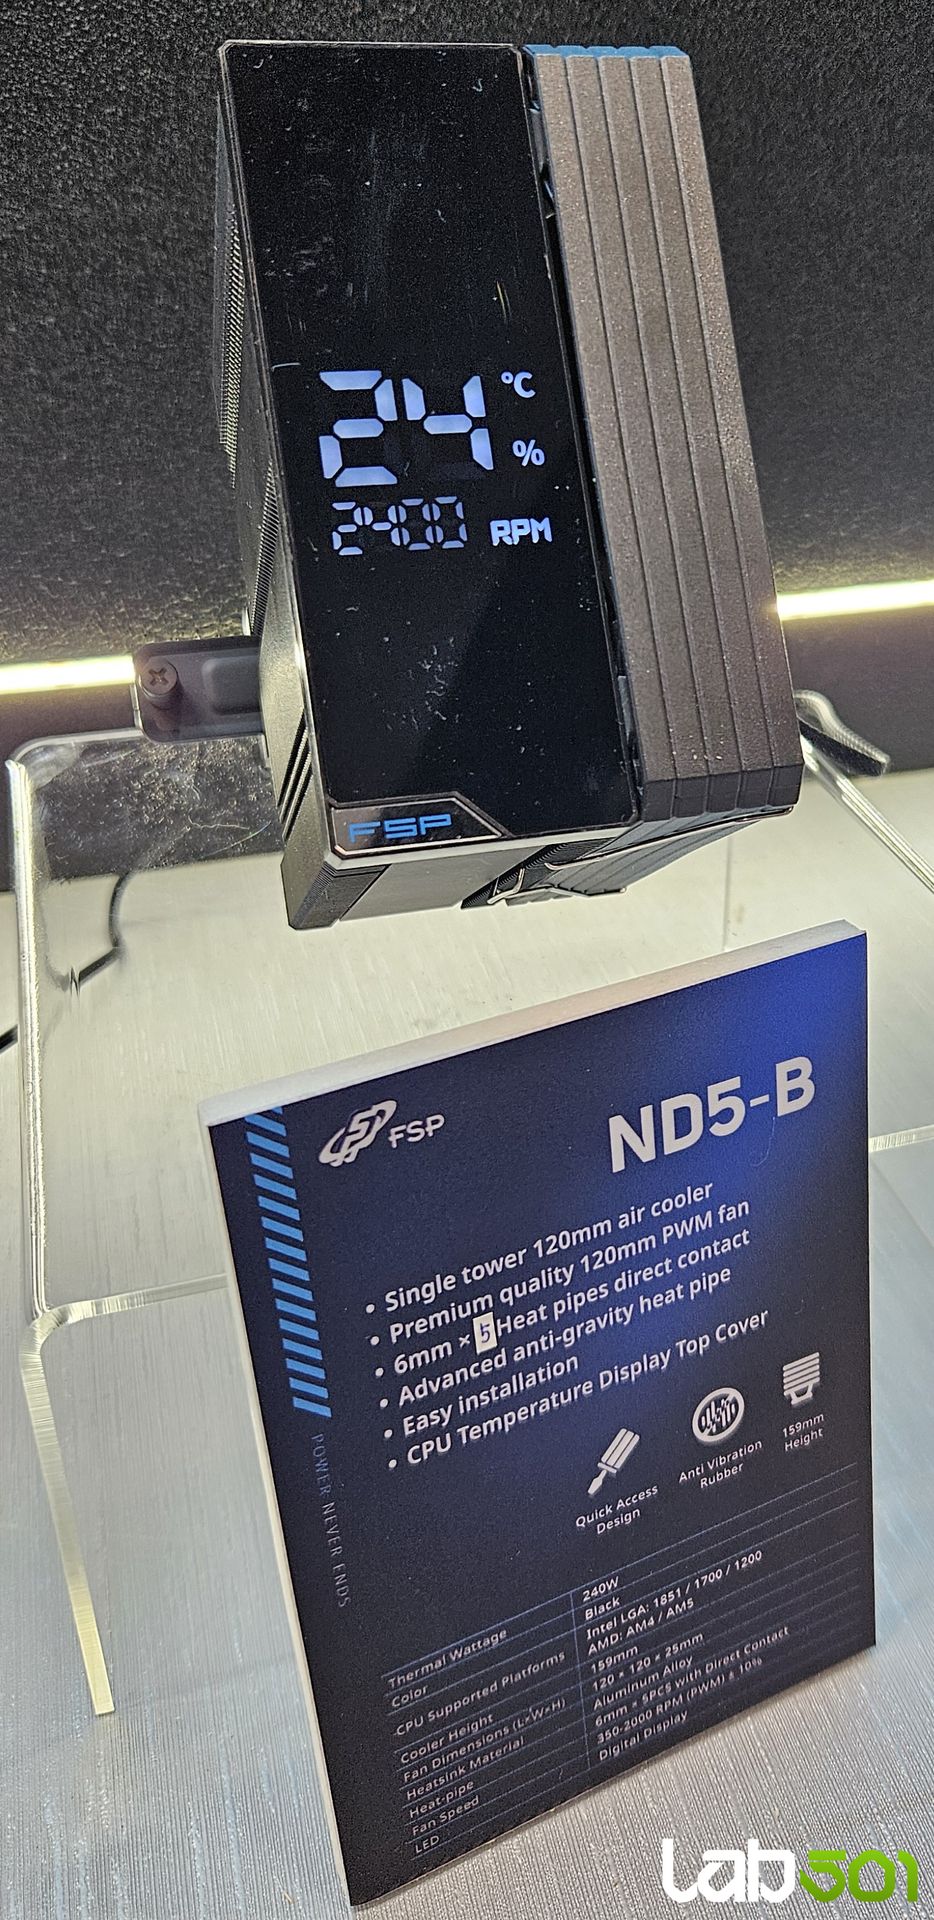 24 °C
%
2400 RPM
FSP
FSP
ND5-B
• Single tower 120mm air cooler
• Premium quality 120mm PWM fan
• 6mm × 5 Heat pipes direct contact
• Advanced anti-gravity heat pipe
• Easy installation
• CPU Temperature Display Top Cover
Quick Access
Design
Anti Vibration
Rubber
159mm
Height
POWER NEVER ENDS
Thermal Wattage 240W
Color Black
CPU Supported Platforms Intel LGA: 1851 / 1700 / 1200
AMD: AM4 / AM5
Cooler Height 159mm
Fan Dimensions (L×W×H) 120 × 120 × 25mm
Heatsink Material Aluminum Alloy
Heat-pipe 6mm × 5PCS with Direct Contact
Fan Speed 350-2000 RPM (PWM) ± 10%
LED Digital Display
lab501